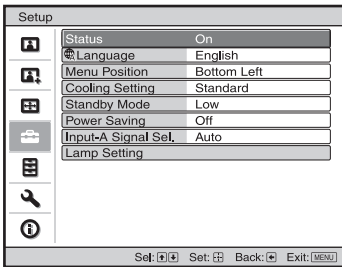 Setup
Status On
Language English
Menu Position Bottom Left
Cooling Setting Standard
Standby Mode Low
Power Saving Off
Input-A Signal Sel. Auto
Lamp Setting
Sel: Set: Back: Exit: MENU